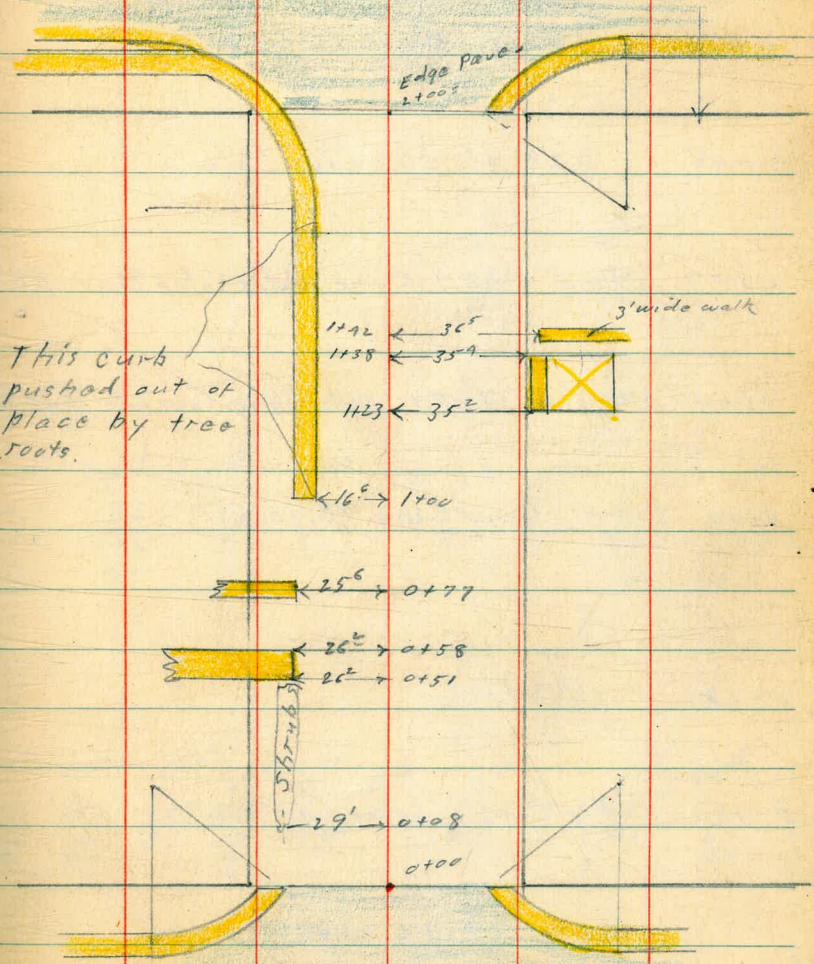 Edge Pave.
2+00±
3' wide walk
1+42 36⁵
1+38 35⁴
1+23 35²
This curb
pushed out of
place by tree
roots.
16⁶ 1+00
25⁶ 0+77
26² 0+58
26² 0+51
Shrubs
29' 0+08
0+00